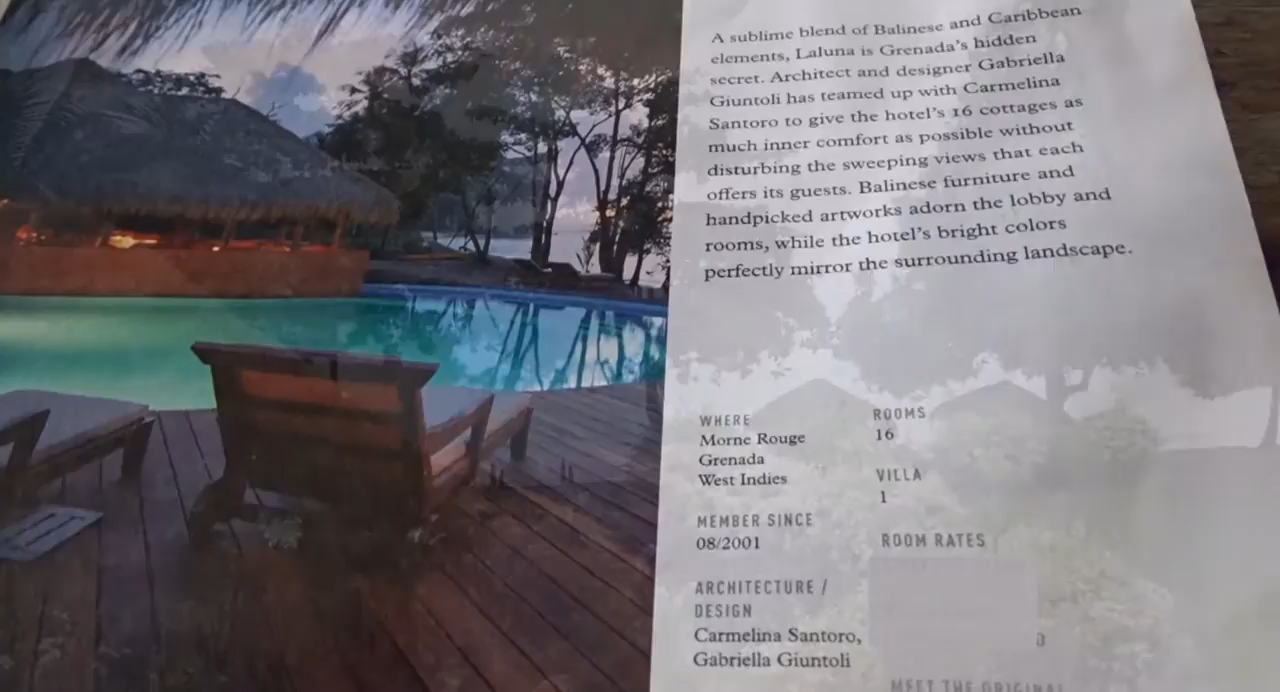 A sublime blend of Balinese and Caribbean
elements, Laluna is Grenada's hidden
secret. Architect and designer Gabriella
Giuntoli has teamed up with Carmelina
Santoro to give the hotel's 16 cottages as
much inner comfort as possible without
disturbing the sweeping views that each
offers its guests. Balinese furniture and
handpicked artworks adorn the lobby and
rooms, while the hotel's bright colors
perfectly mirror the surrounding landscape.
WHERE
Morne Rouge
Grenada
West Indies
MEMBER SINCE
08/2001
ARCHITECTURE /
DESIGN
Carmelina Santoro,
Gabriella Giuntoli
ROOMS
16
VILLA
1
ROOM RATES
MEET THE ORIGINAL